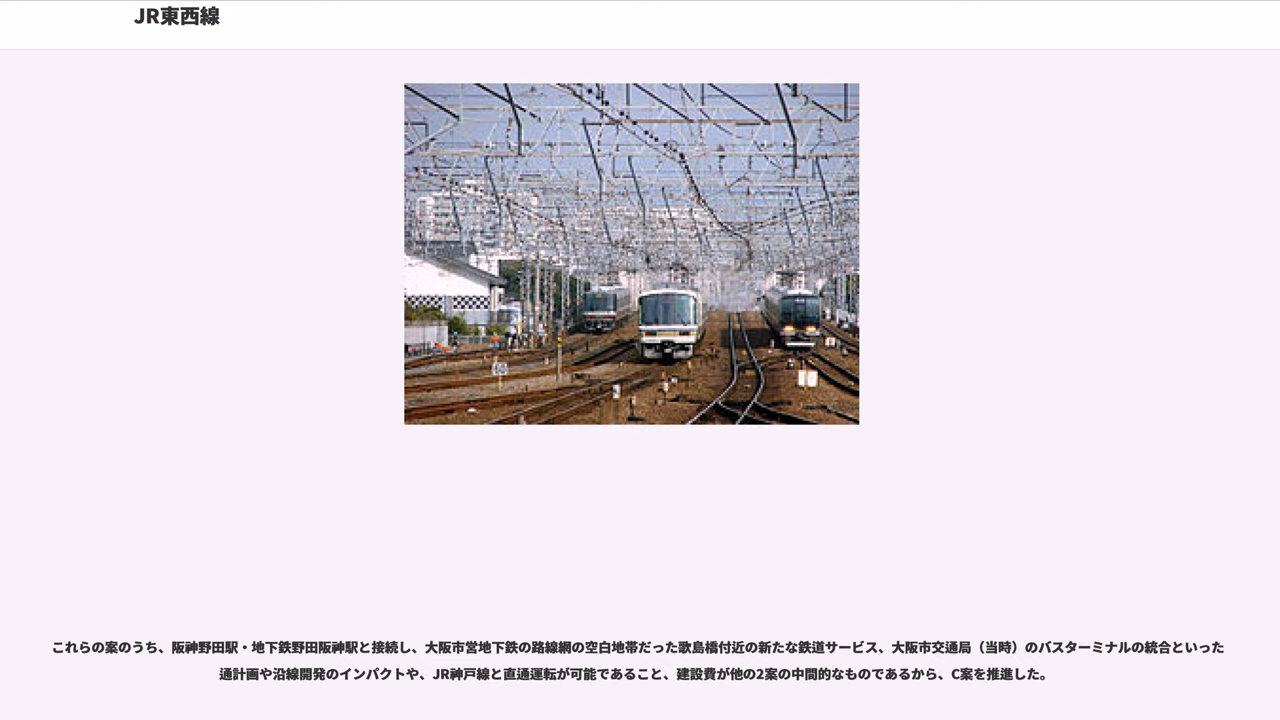 JR東西線
60
これらの案のうち、阪神野田駅・地下鉄野田阪神駅と接続し、大阪市営地下鉄の路線網の空白地帯だった歌島橋付近の新たな鉄道サービス、大阪市交通局（当時）のバスターミナルの統合といった
通計画や沿線開発のインパクトや、JR神戸線と直通運転が可能であること、建設費が他の2案の中間的なものであるから、C案を推進した。